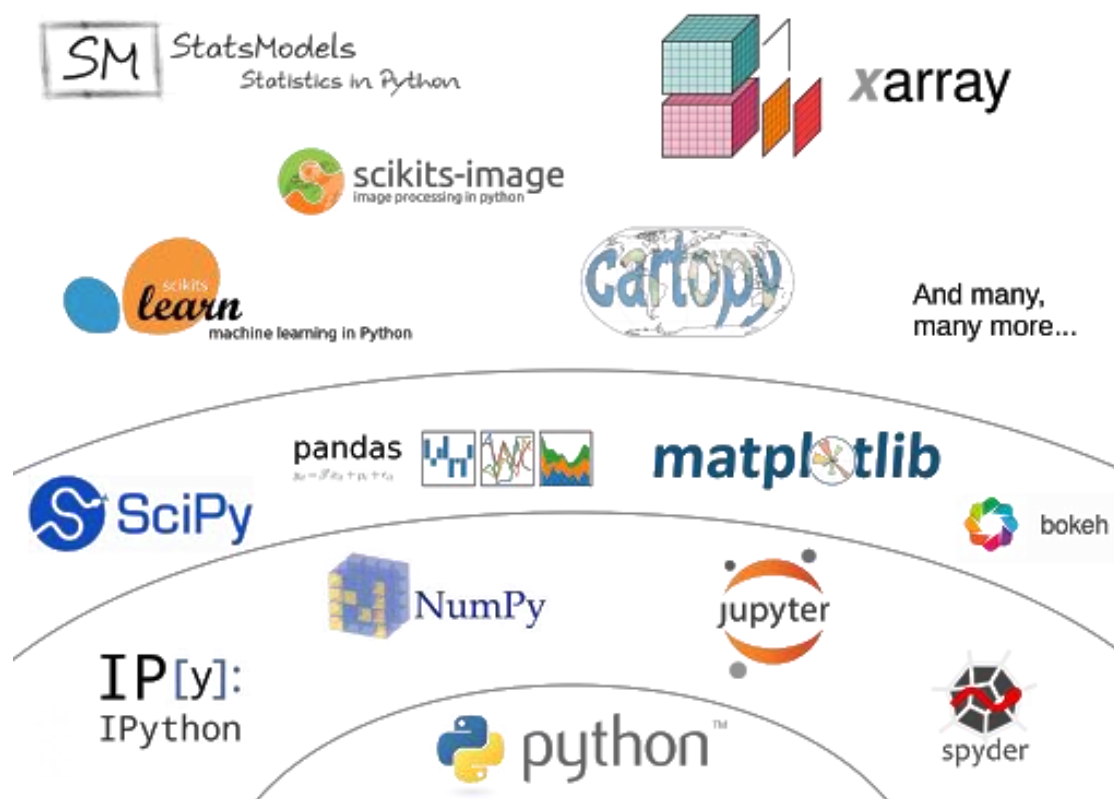 SM StatsModels
Statistics in Python
xarray
scikits-image
image processing in python
scikits
learn
machine learning in Python
cartopy
And many,
many more...
pandas
matplotlib
SciPy
bokeh
NumPy
jupyter
IP[y]:
IPython
python™
spyder